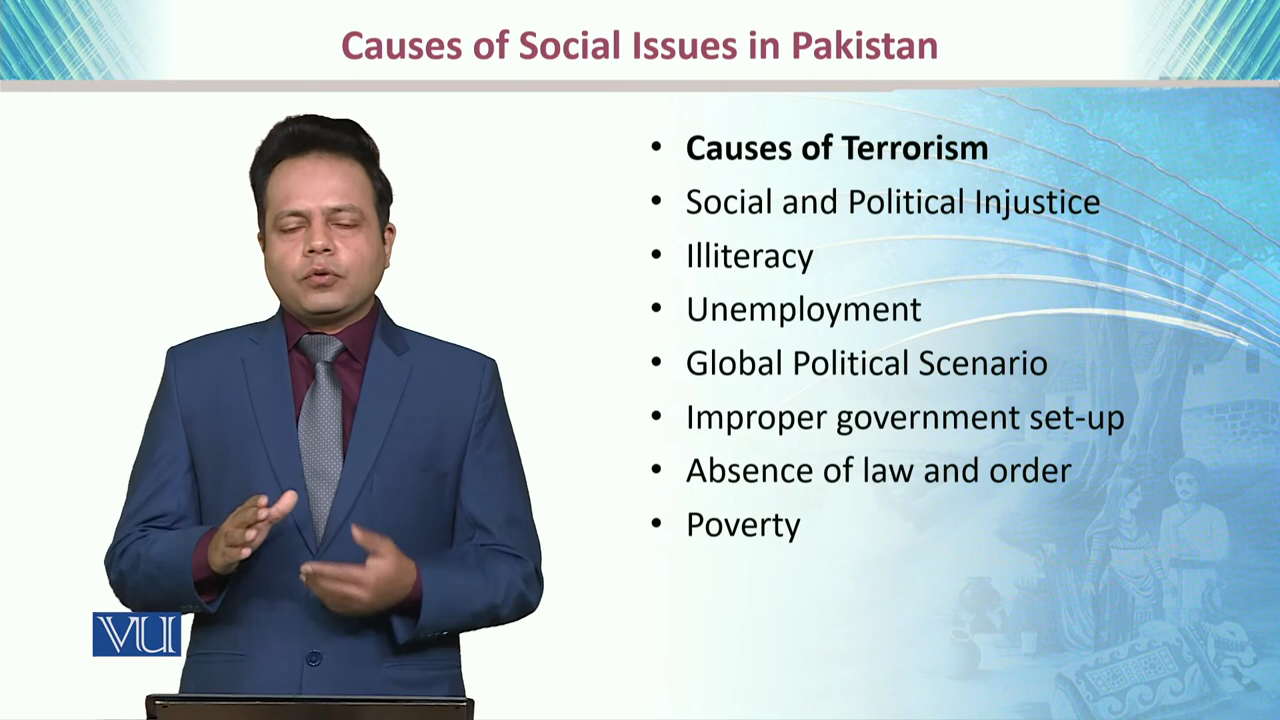 Causes of Social Issues in Pakistan
• Causes of Terrorism
• Social and Political Injustice
• Illiteracy
• Unemployment
• Global Political Scenario
• Improper government set-up
• Absence of law and order
• Poverty
VU